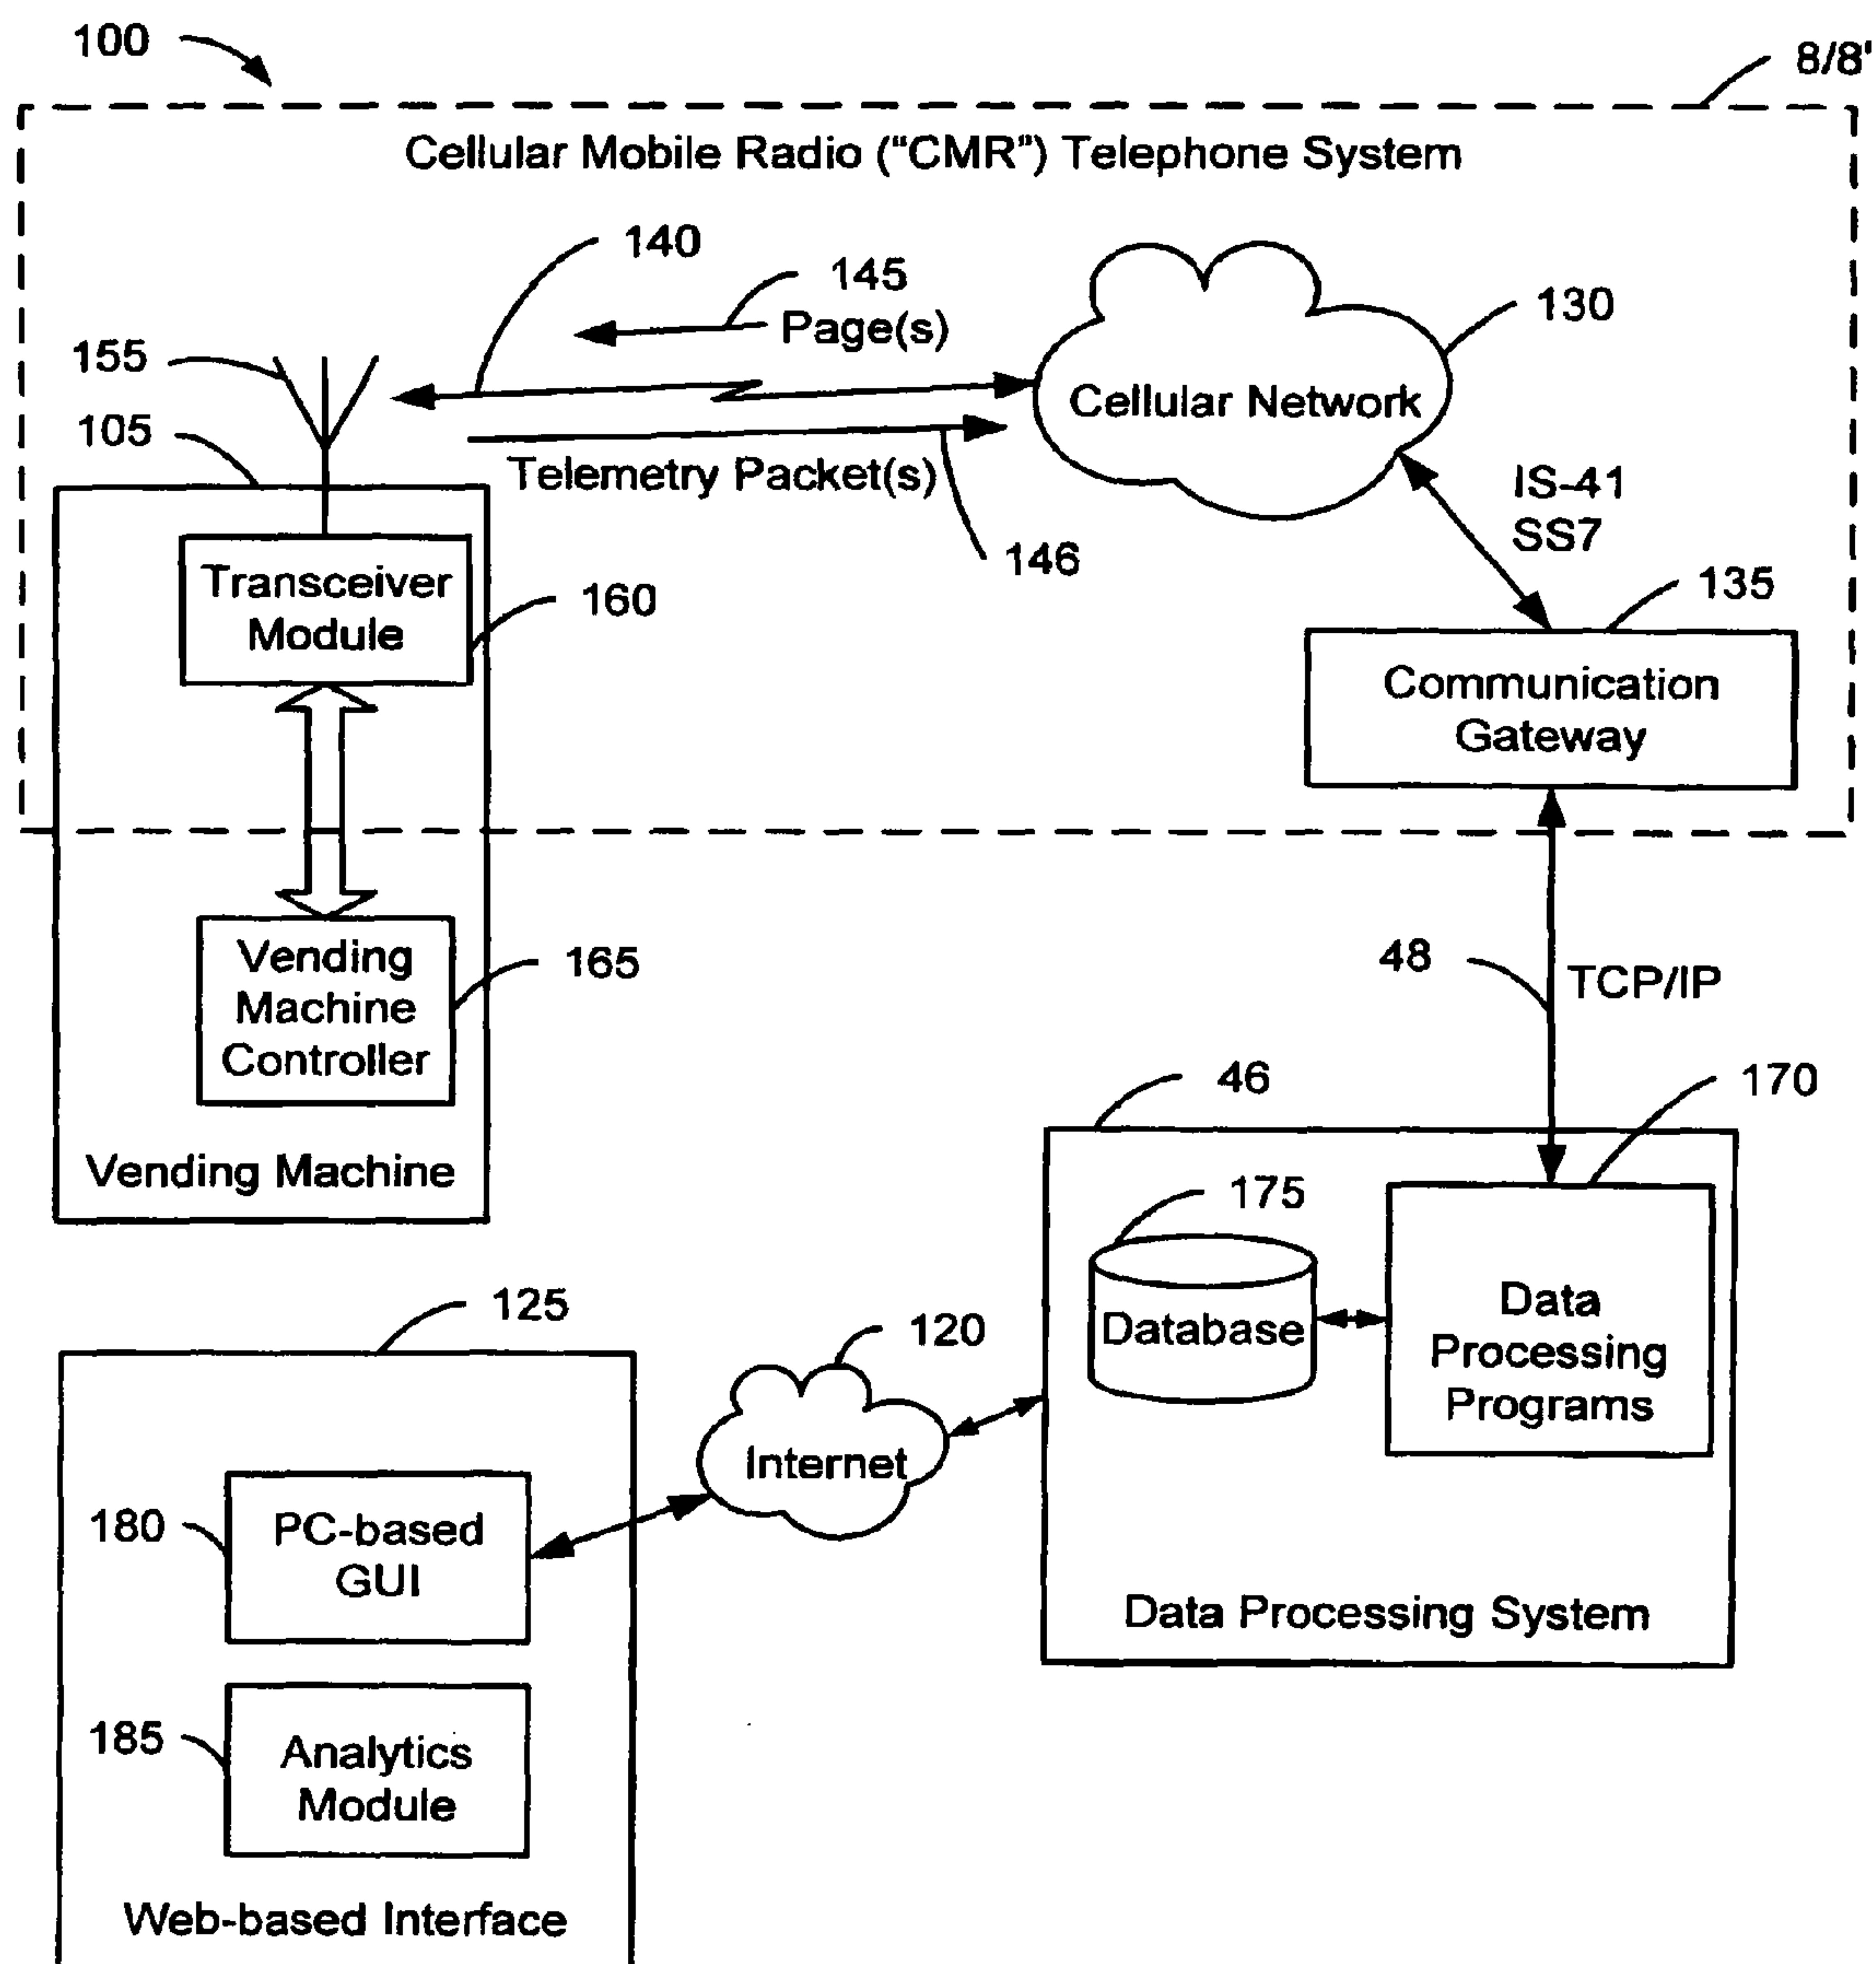 100
8/8'
Cellular Mobile Radio ("CMR") Telephone System
140
145
Page(s)
130
155
Cellular Network
105
Telemetry Packet(s)
IS-41
SS7
146
Transceiver
Module
160
135
Communication
Gateway
Vending
Machine
Controller
165
48
TCP/IP
46
170
Vending Machine
175
Database
Data
Processing
Programs
125
120
Internet
180
PC-based
GUI
Data Processing System
185
Analytics
Module
Web-based Interface